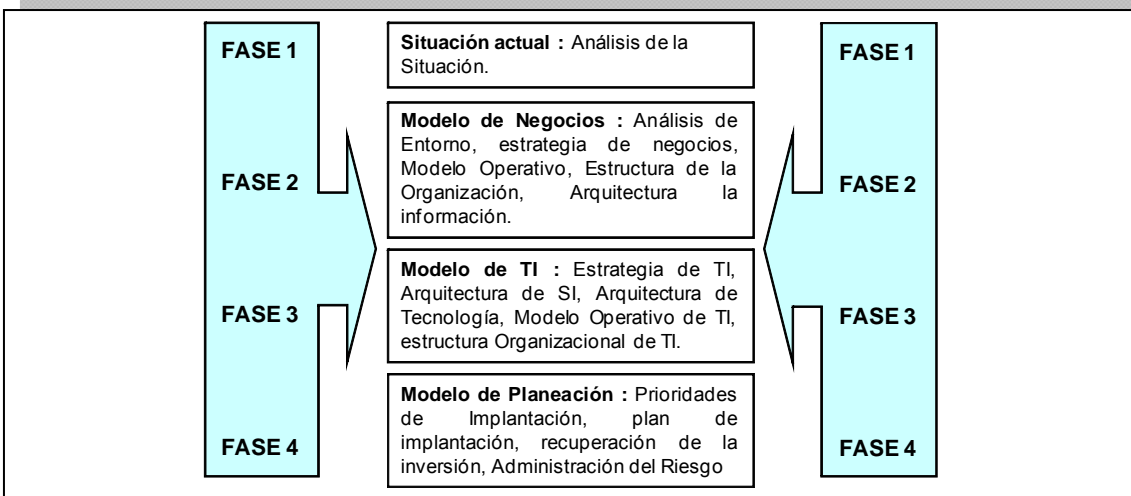 FASE 1
Situación actual : Análisis de la
Situación.
FASE 1
FASE 2
Modelo de Negocios : Análisis de
Entorno, estrategia de negocios,
Modelo Operativo, Estructura de la
Organización, Arquitectura la
información.
FASE 2
FASE 3
Modelo de TI : Estrategia de TI,
Arquitectura de SI, Arquitectura de
Tecnología, Modelo Operativo de TI,
estructura Organizacional de TI.
FASE 3
FASE 4
Modelo de Planeación : Prioridades
de Implantación, plan de
implantación, recuperación de la
inversión, Administración del Riesgo
FASE 4